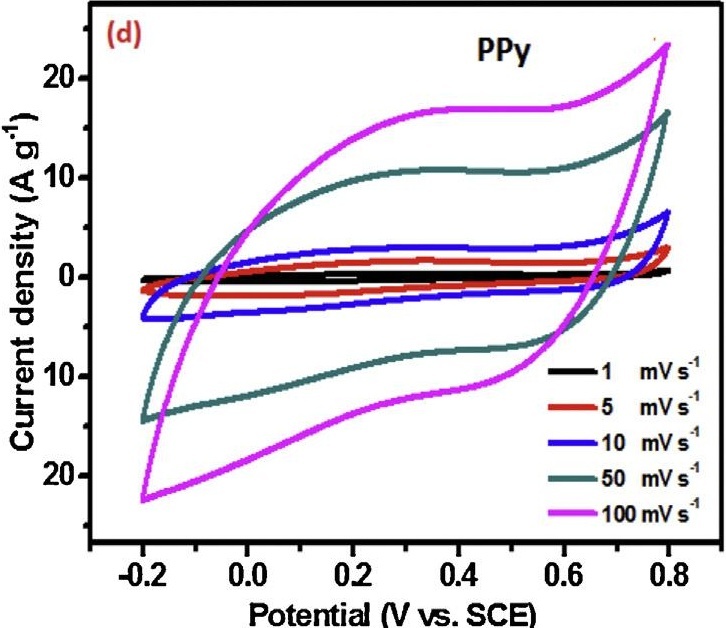 (d)
PPy
Current density (A g-1)
20
10
0
10
20
1 mV s-1
5 mV s-1
10 mV s-1
50 mV s-1
100 mV s-1
-0.2 0.0 0.2 0.4 0.6 0.8
Potential (V vs. SCE)